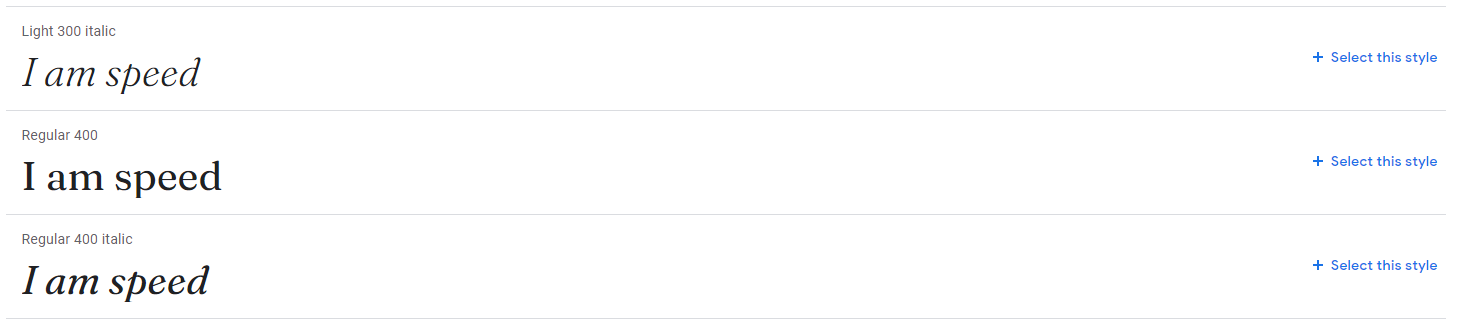 Light 300 italic
I am speed
+ Select this style
Regular 400
I am speed
+ Select this style
Regular 400 italic
I am speed
+ Select this style